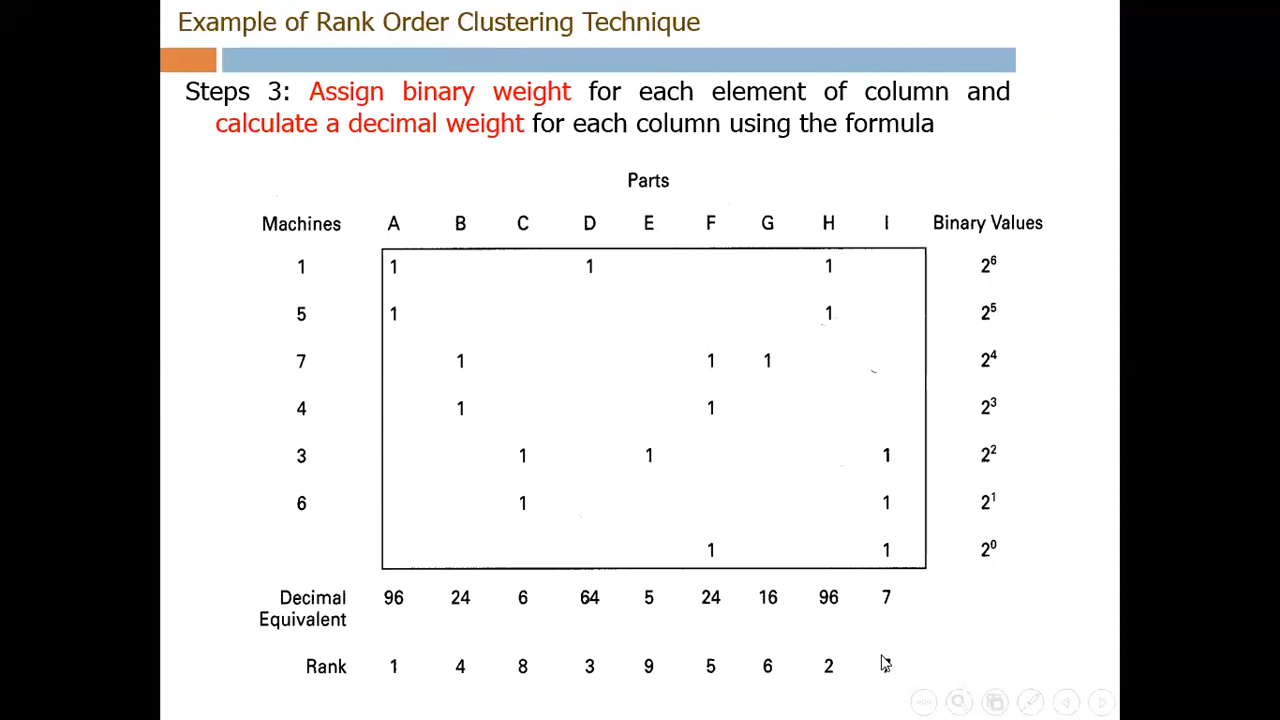 Example of Rank Order Clustering Technique
Steps 3: Assign binary weight for each element of column and
calculate a decimal weight for each column using the formula
Parts
Machines A B C D E F G H I Binary Values
1 1 1 1 2⁶
5 1 1 2⁵
7 1 1 1 2⁴
4 1 1 2³
3 1 1 1 2²
6 1 1 2¹
1 1 2⁰
Decimal 96 24 6 64 5 24 16 96 7
Equivalent
Rank 1 4 8 3 9 5 6 2